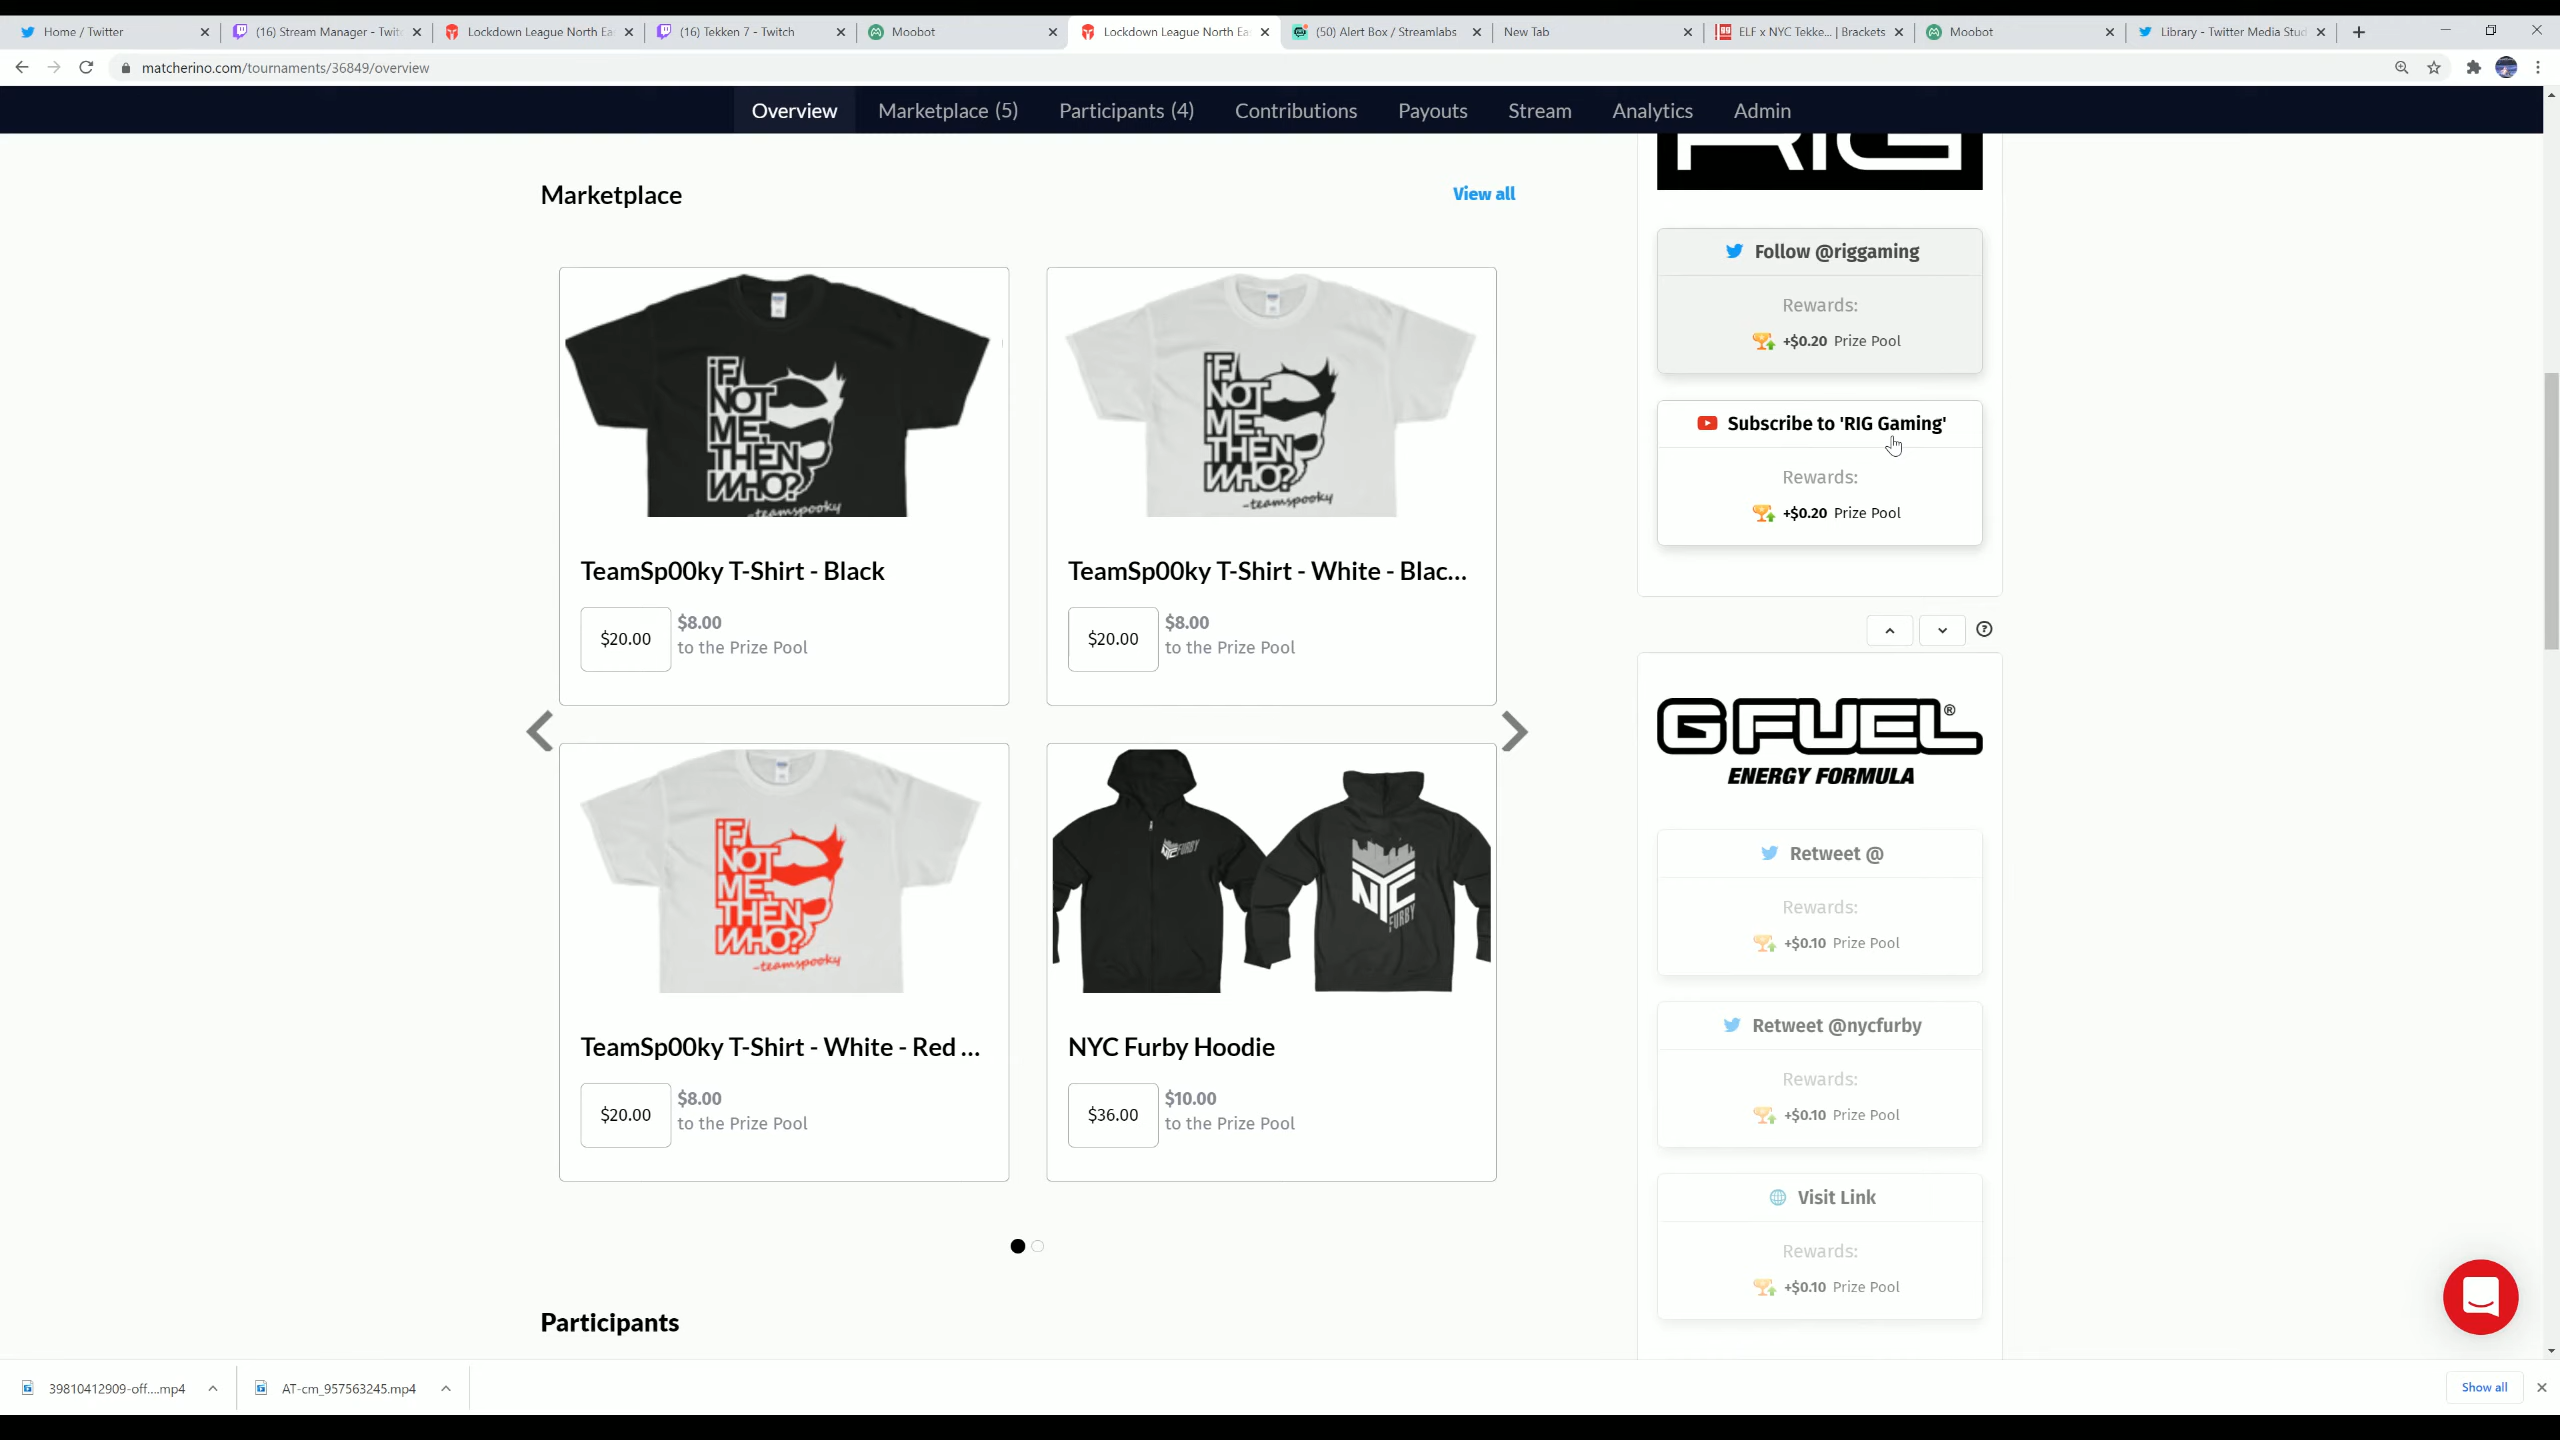 Home / Twitter
(16) Stream Manager - Twitc
Lockdown League North Ea
(16) Tekken 7 - Twitch
Moobot
Lockdown League North Ea
(50) Alert Box / Streamlabs
New Tab
ELF x NYC Tekke... | Brackets
Moobot
Library - Twitter Media Stud
matcherino.com/tournaments/36849/overview
Overview
Marketplace (5)
Participants (4)
Contributions
Payouts
Stream
Analytics
Admin
Marketplace
View all
IF
NOT
ME,
THEN
WHO?
-teamspooky
TeamSp00ky T-Shirt - Black
$20.00
$8.00
to the Prize Pool
IF
NOT
ME,
THEN
WHO?
-teamspooky
TeamSp00ky T-Shirt - White - Blac...
$20.00
$8.00
to the Prize Pool
IF
NOT
ME,
THEN
WHO?
-teamspooky
TeamSp00ky T-Shirt - White - Red ...
$20.00
$8.00
to the Prize Pool
NYC FURBY
NYC
FURBY
NYC Furby Hoodie
$36.00
$10.00
to the Prize Pool
Participants
RIG
Follow @riggaming
Rewards:
+$0.20 Prize Pool
Subscribe to 'RIG Gaming'
Rewards:
+$0.20 Prize Pool
G FUEL®
ENERGY FORMULA
Retweet @
Rewards:
+$0.10 Prize Pool
Retweet @nycfurby
Rewards:
+$0.10 Prize Pool
Visit Link
Rewards:
+$0.10 Prize Pool
39810412909-off....mp4
AT-cm_957563245.mp4
Show all